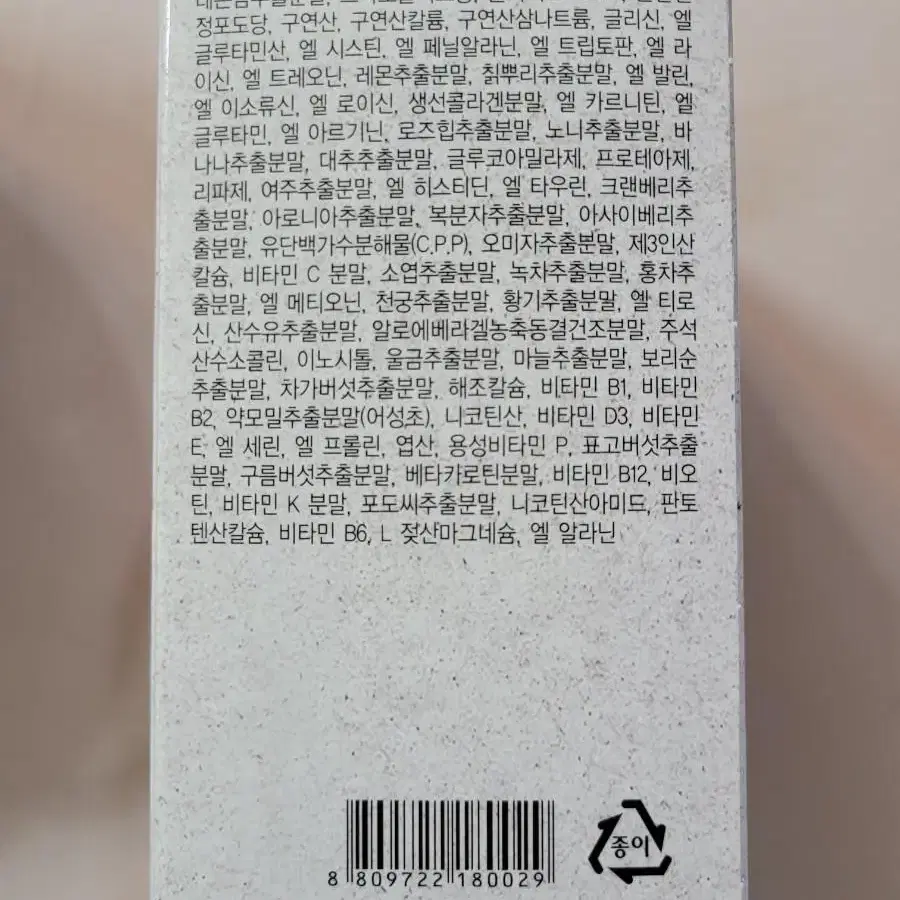 정포도당, 구연산, 구연산칼륨, 구연산삼나트륨, 글리신, 엘
글루타민산, 엘 시스틴, 엘 페닐알라닌, 엘 트립토판, 엘 라
이신, 엘 트레오닌, 레몬추출분말, 칡뿌리추출분말, 엘 발린,
엘 이소류신, 엘 로이신, 생선콜라겐분말, 엘 카르니틴, 엘
글루타민, 엘 아르기닌, 로즈힙추출분말, 노니추출분말, 바
나나추출분말, 대추추출분말, 글루코아밀라제, 프로테아제,
리파제, 여주추출분말, 엘 히스티딘, 엘 타우린, 크랜베리추
출분말, 아로니아추출분말, 복분자추출분말, 아사이베리추
출분말, 유단백가수분해물(C.P.P), 오미자추출분말, 제3인산
칼슘, 비타민 C 분말, 소엽추출분말, 녹차추출분말, 홍차추
출분말, 엘 메티오닌, 천궁추출분말, 황기추출분말, 엘 티로
신, 산수유추출분말, 알로에베라겔농축동결건조분말, 주석
산수소콜린, 이노시톨, 울금추출분말, 마늘추출분말, 보리순
추출분말, 차가버섯추출분말, 해조칼슘, 비타민 B1, 비타민
B2, 약모밀추출분말(어성초), 니코틴산, 비타민 D3, 비타민
E, 엘 세린, 엘 프롤린, 엽산, 용성비타민 P, 표고버섯추출
분말, 구름버섯추출분말, 베타카로틴분말, 비타민 B12, 비오
틴, 비타민 K 분말, 포도씨추출분말, 니코틴산아미드, 판토
텐산칼슘, 비타민 B6, L 젖산마그네슘, 엘 알라닌
8 809722 180029
종이